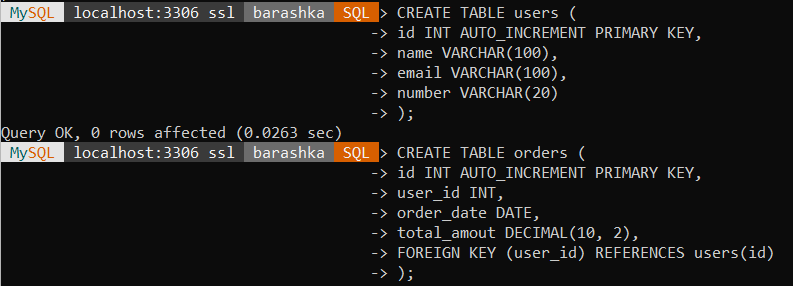 MySQL localhost:3306 ssl barashka SQL > CREATE TABLE users (
-> id INT AUTO_INCREMENT PRIMARY KEY,
-> name VARCHAR(100),
-> email VARCHAR(100),
-> number VARCHAR(20)
-> );
Query OK, 0 rows affected (0.0263 sec)
MySQL localhost:3306 ssl barashka SQL > CREATE TABLE orders (
-> id INT AUTO_INCREMENT PRIMARY KEY,
-> user_id INT,
-> order_date DATE,
-> total_amout DECIMAL(10, 2),
-> FOREIGN KEY (user_id) REFERENCES users(id)
-> );